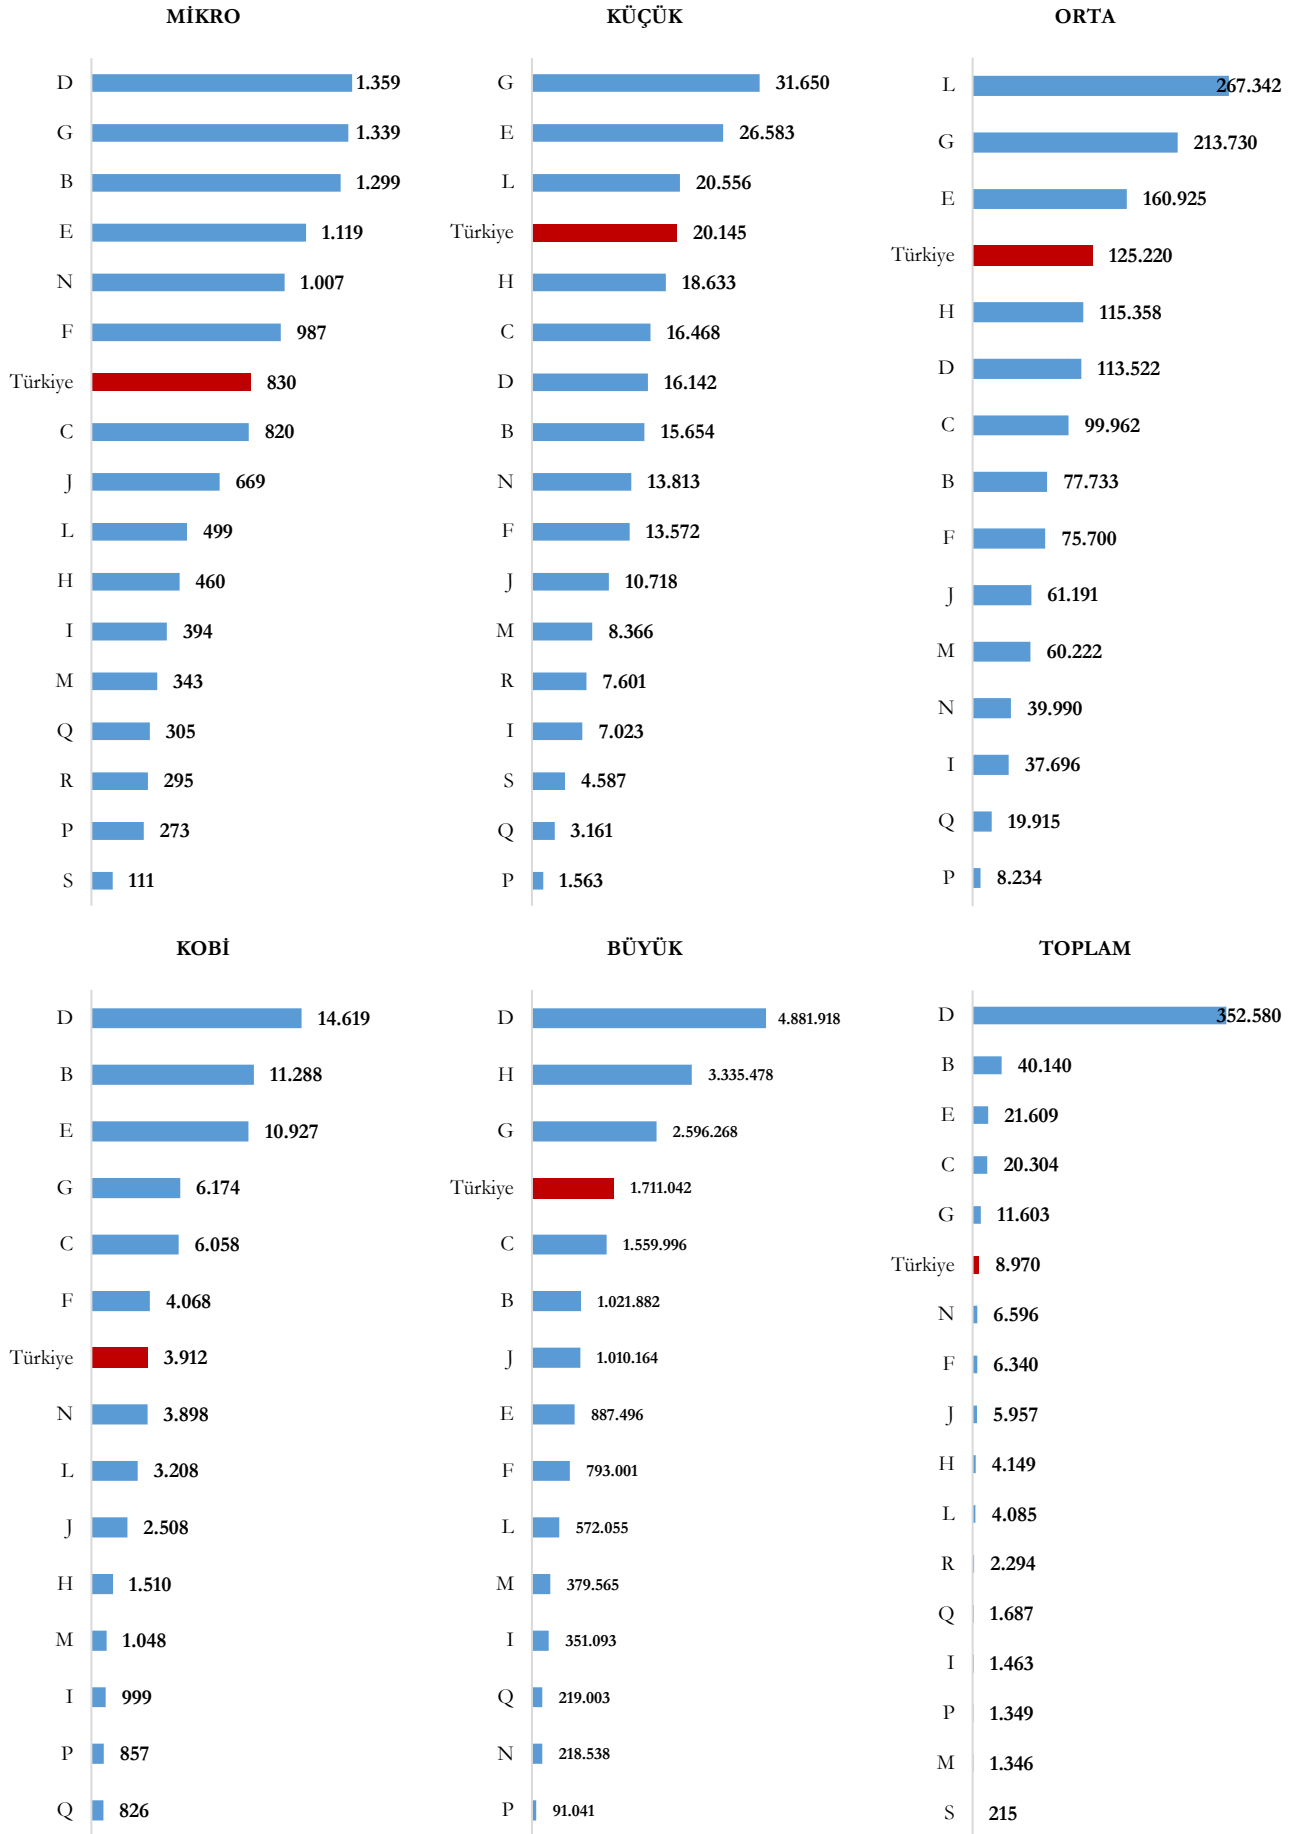 MİKRO
D 1.359
G 1.339
B 1.299
E 1.119
N 1.007
F 987
Türkiye 830
C 820
J 669
L 499
H 460
I 394
M 343
Q 305
R 295
P 273
S 111
KÜÇÜK
G 31.650
E 26.583
L 20.556
Türkiye 20.145
H 18.633
C 16.468
D 16.142
B 15.654
N 13.813
F 13.572
J 10.718
M 8.366
R 7.601
I 7.023
S 4.587
Q 3.161
P 1.563
ORTA
L 267.342
G 213.730
E 160.925
Türkiye 125.220
H 115.358
D 113.522
C 99.962
B 77.733
F 75.700
J 61.191
M 60.222
N 39.990
I 37.696
Q 19.915
P 8.234
KOBİ
D 14.619
B 11.288
E 10.927
G 6.174
C 6.058
F 4.068
Türkiye 3.912
N 3.898
L 3.208
J 2.508
H 1.510
M 1.048
I 999
P 857
Q 826
BÜYÜK
D 4.881.918
H 3.335.478
G 2.596.268
Türkiye 1.711.042
C 1.559.996
B 1.021.882
J 1.010.164
E 887.496
F 793.001
L 572.055
M 379.565
I 351.093
Q 219.003
N 218.538
P 91.041
TOPLAM
D 352.580
B 40.140
E 21.609
C 20.304
G 11.603
Türkiye 8.970
N 6.596
F 6.340
J 5.957
H 4.149
L 4.085
R 2.294
Q 1.687
I 1.463
P 1.349
M 1.346
S 215